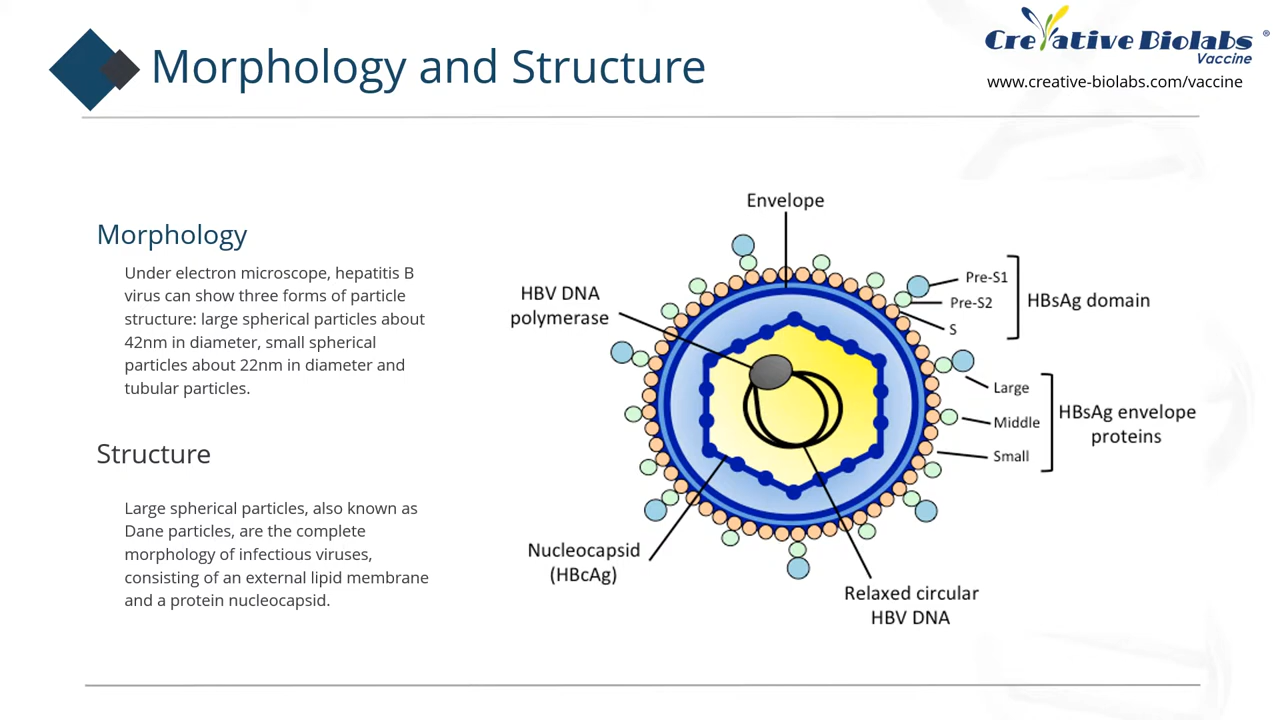 Morphology and Structure
Creative Biolabs ®
Vaccine
www.creative-biolabs.com/vaccine
Morphology
Under electron microscope, hepatitis B
virus can show three forms of particle
structure: large spherical particles about
42nm in diameter, small spherical
particles about 22nm in diameter and
tubular particles.
Structure
Large spherical particles, also known as
Dane particles, are the complete
morphology of infectious viruses,
consisting of an external lipid membrane
and a protein nucleocapsid.
Envelope
HBV DNA
polymerase
Pre-S1
Pre-S2
S
HBsAg domain
Large
Middle
Small
HBsAg envelope
proteins
Nucleocapsid
(HBcAg)
Relaxed circular
HBV DNA